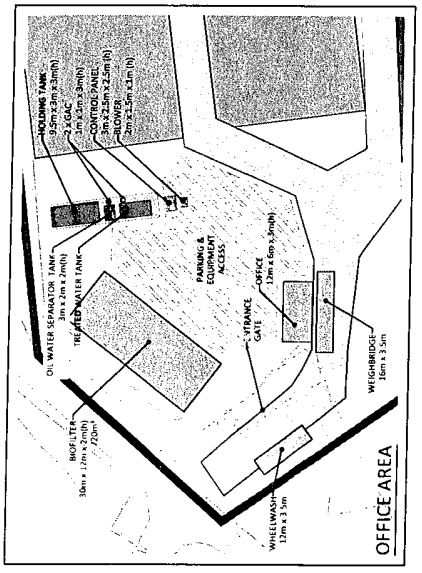 HOLDING TANK
9.5m x 3m x 3m(h)
2 x GAC
1m x 1m x 3m(h)
CONTROL PANEL
3m x 2.5m x 2.5m(h)
BLOWER
2m x 1.5m x 1m(h)
OIL WATER SEPARATOR TANK
3m x 2m x 2m(h)
TREATED WATER TANK
BIOFILTER
30m x 12m x 2m(h)
720m³
PARKING &
EQUIPMENT
ACCESS
OFFICE
12m x 6m x 3m(h)
ENTRANCE
GATE
WEIGHBRIDGE
16m x 3.5m
WHEELWASH
12m x 3.5m
OFFICE AREA